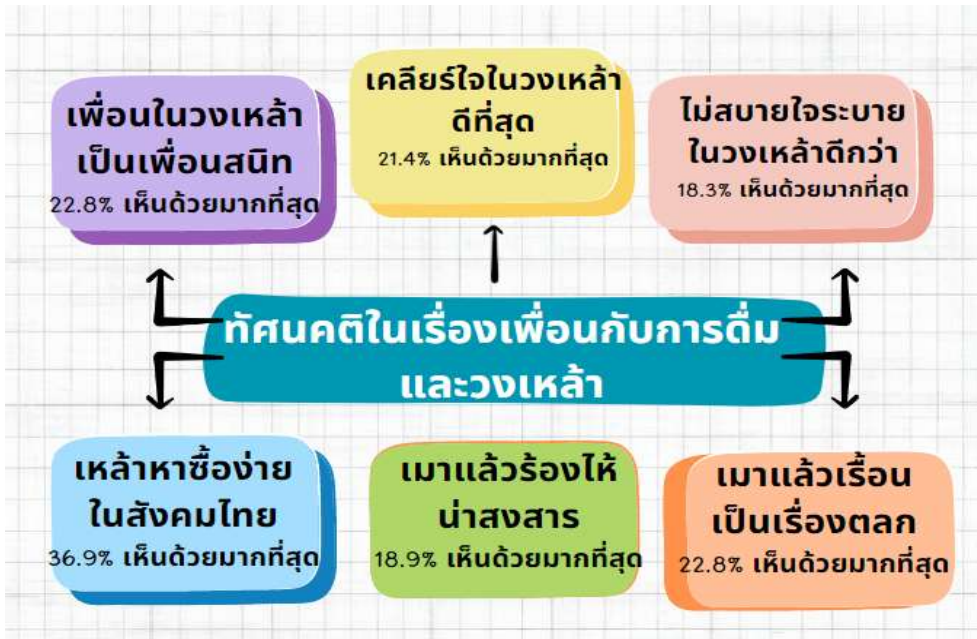 เพื่อนในวงเหล้า
เป็นเพื่อนสนิท
22.8% เห็นด้วยมากที่สุด
เคลียร์ใจในวงเหล้า
ดีที่สุด
21.4% เห็นด้วยมากที่สุด
ไม่สบายใจระบาย
ในวงเหล้าดีกว่า
18.3% เห็นด้วยมากที่สุด
ทัศนคติในเรื่องเพื่อนกับการดื่ม
และวงเหล้า
เหล้าหาซื้อง่าย
ในสังคมไทย
36.9% เห็นด้วยมากที่สุด
เมาแล้วร้องไห้
น่าสงสาร
18.9% เห็นด้วยมากที่สุด
เมาแล้วเรื้อน
เป็นเรื่องตลก
22.8% เห็นด้วยมากที่สุด